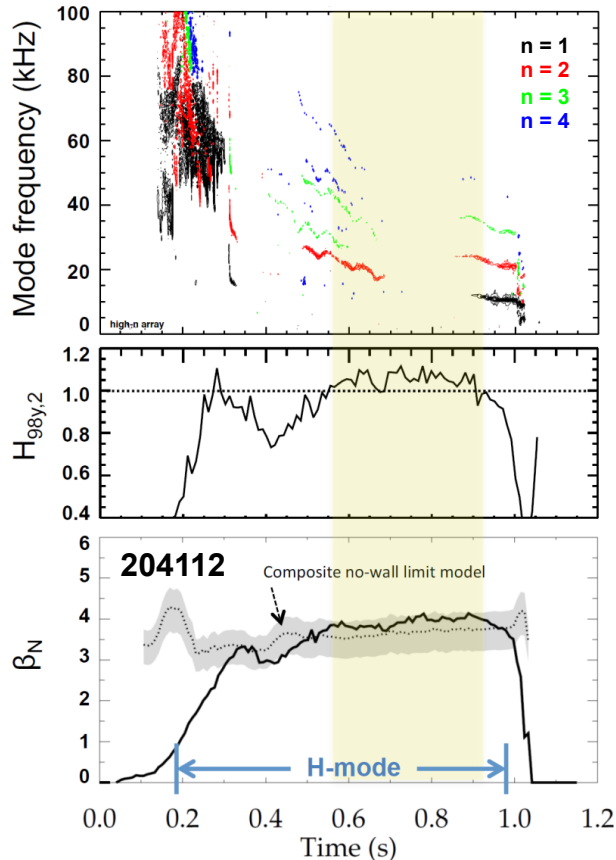 100
80
60
40
20
0
Mode frequency (kHz)
n = 1
n = 2
n = 3
n = 4
high-n array
1.2
1.0
0.8
0.6
0.4
H98y,2
6
5
4
3
2
1
0
βN
204112
Composite no-wall limit model
H-mode
0.0 0.2 0.4 0.6 0.8 1.0 1.2
Time (s)